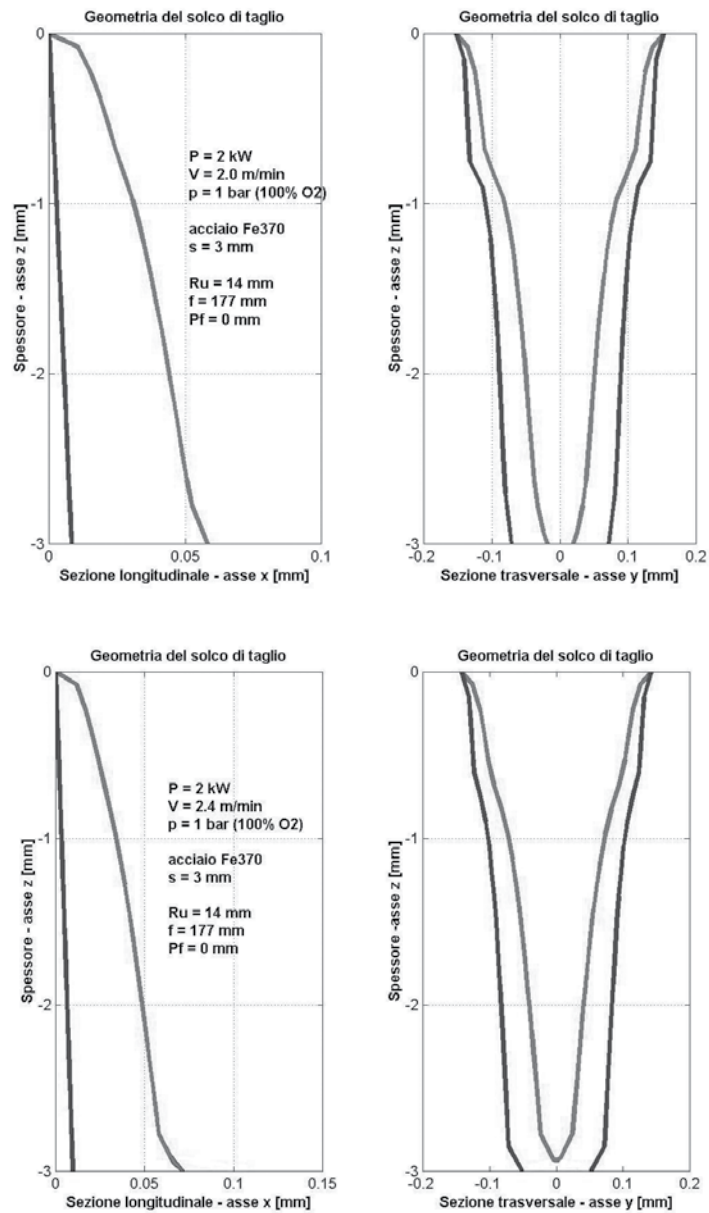 Geometria del solco di taglio
Spessore - asse z [mm]
0
-1
-2
-3
P = 2 kW
V = 2.0 m/min
p = 1 bar (100% O2)
acciaio Fe370
s = 3 mm
Ru = 14 mm
f = 177 mm
Pf = 0 mm
0 0.05 0.1
Sezione longitudinale - asse x [mm]
Geometria del solco di taglio
Spessore - asse z [mm]
0
-1
-2
-3
-0.2 -0.1 0 0.1 0.2
Sezione trasversale - asse y [mm]
Geometria del solco di taglio
Spessore - asse z [mm]
0
-1
-2
-3
P = 2 kW
V = 2.4 m/min
p = 1 bar (100% O2)
acciaio Fe370
s = 3 mm
Ru = 14 mm
f = 177 mm
Pf = 0 mm
0 0.05 0.1 0.15
Sezione longitudinale - asse x [mm]
Geometria del solco di taglio
Spessore -asse z [mm]
0
-1
-2
-3
-0.2 -0.1 0 0.1 0.2
Sezione trasversale - asse y [mm]